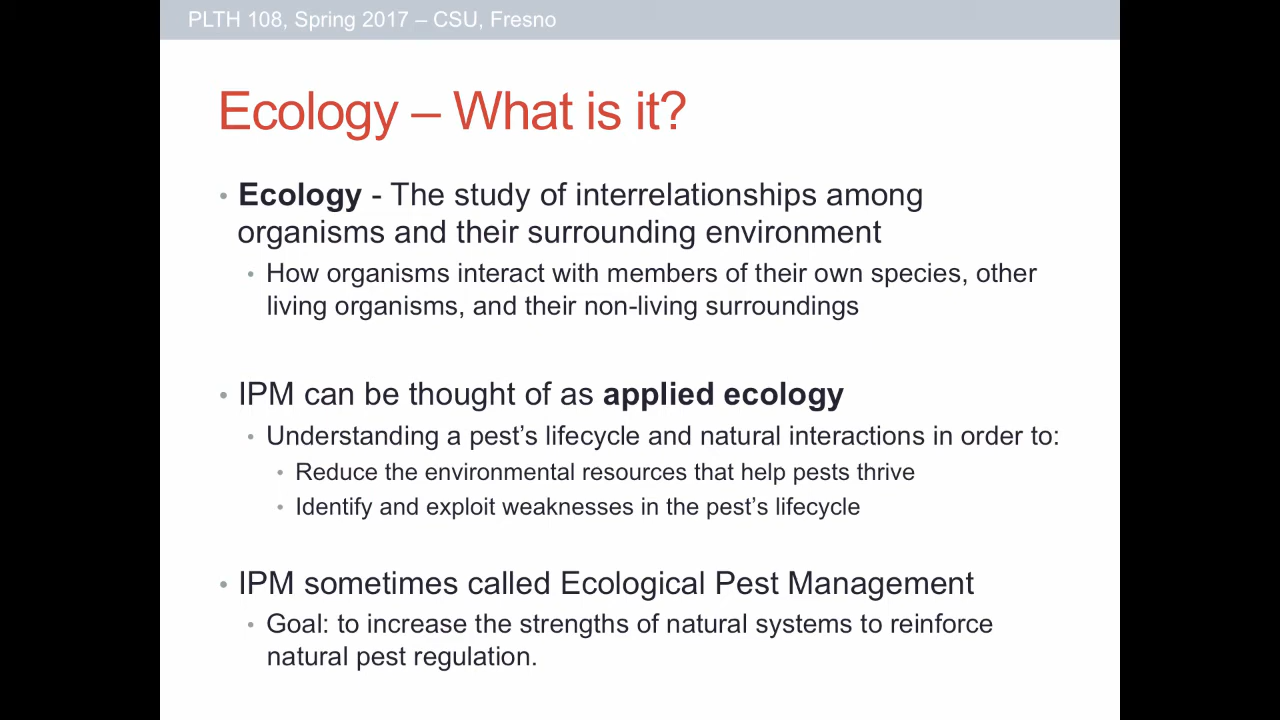 PLTH 108, Spring 2017 – CSU, Fresno
Ecology – What is it?
• Ecology - The study of interrelationships among
organisms and their surrounding environment
• How organisms interact with members of their own species, other
living organisms, and their non-living surroundings
• IPM can be thought of as applied ecology
• Understanding a pest’s lifecycle and natural interactions in order to:
• Reduce the environmental resources that help pests thrive
• Identify and exploit weaknesses in the pest’s lifecycle
• IPM sometimes called Ecological Pest Management
• Goal: to increase the strengths of natural systems to reinforce
natural pest regulation.